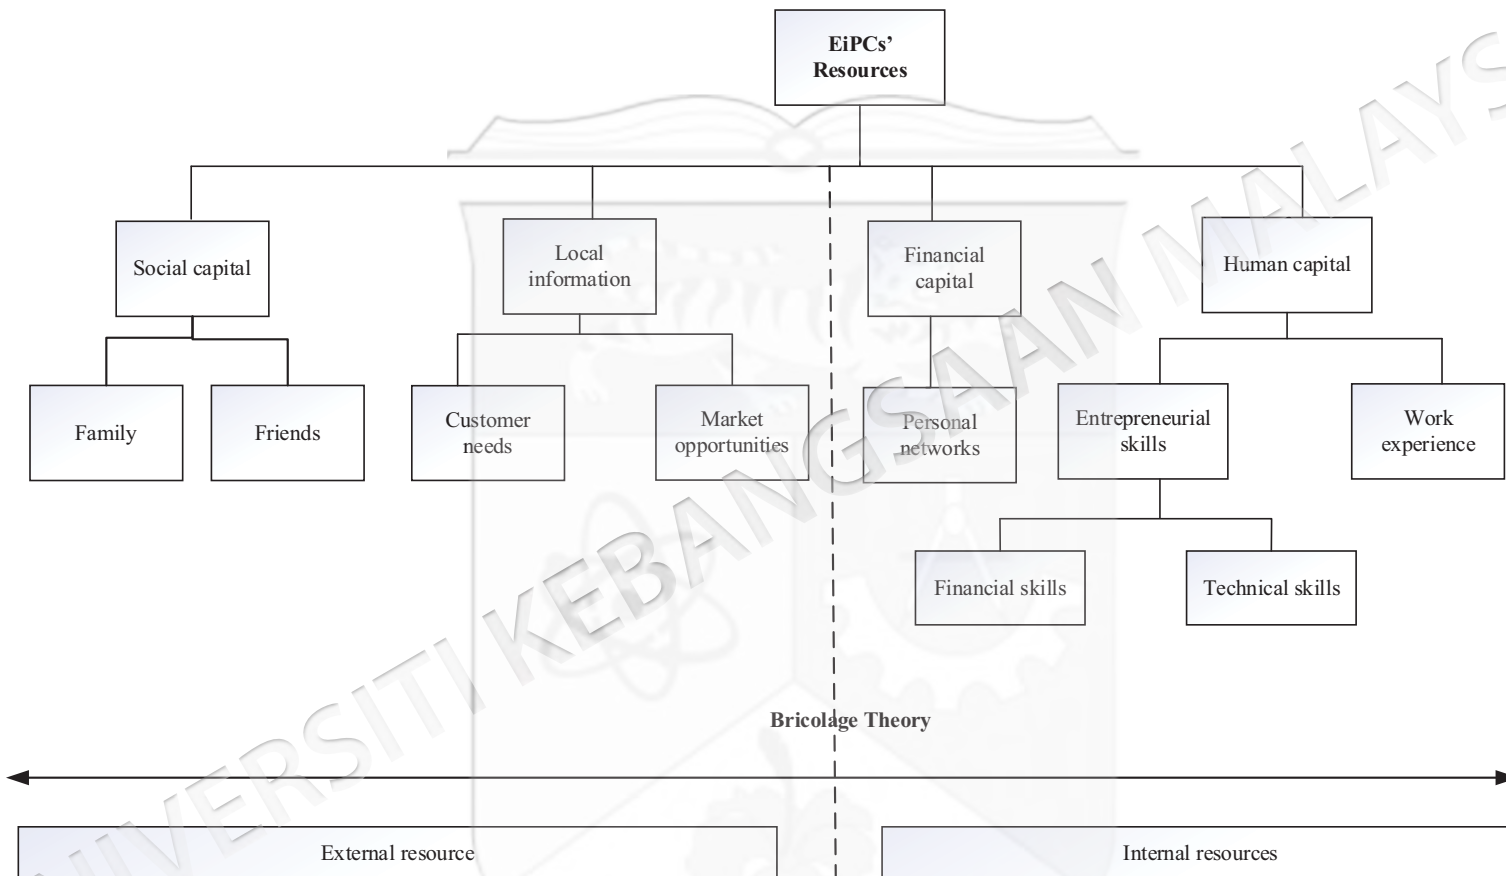 EiPCs’
Resources
Social capital
Local
information
Financial
capital
Human capital
Family
Friends
Customer
needs
Market
opportunities
Personal
networks
Entrepreneurial
skills
Work
experience
Financial skills
Technical skills
Bricolage Theory
External resource
Internal resources
UNIVERSITI KEBANGSAAN MALAYS